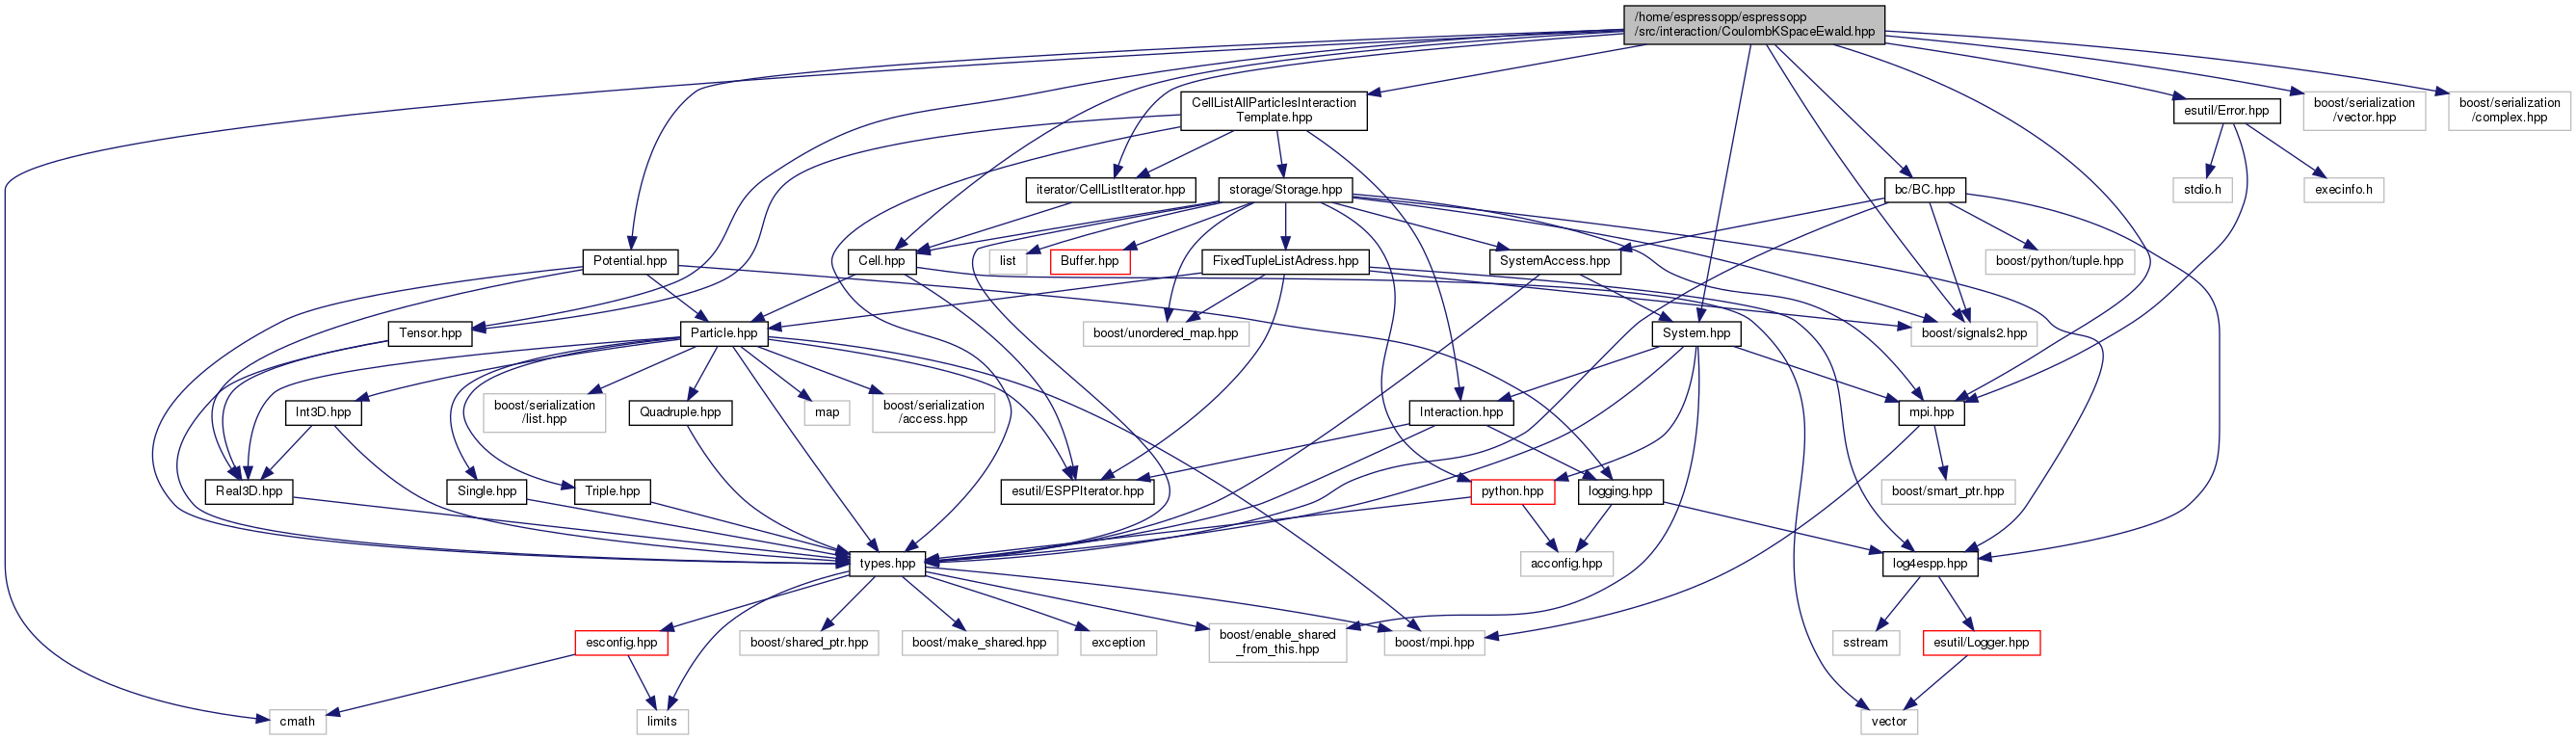 /home/espressopp/espressopp
/src/interaction/CoulombKSpaceEwald.hpp
CellListAllParticlesInteraction
Template.hpp
esutil/Error.hpp
boost/serialization
/vector.hpp
boost/serialization
/complex.hpp
iterator/CellListIterator.hpp
storage/Storage.hpp
bc/BC.hpp
stdio.h
execinfo.h
Potential.hpp
Cell.hpp
list
Buffer.hpp
FixedTupleListAdress.hpp
SystemAccess.hpp
boost/python/tuple.hpp
Tensor.hpp
Particle.hpp
boost/unordered_map.hpp
System.hpp
boost/signals2.hpp
Int3D.hpp
boost/serialization
/list.hpp
Quadruple.hpp
map
boost/serialization
/access.hpp
Interaction.hpp
mpi.hpp
Real3D.hpp
Single.hpp
Triple.hpp
esutil/ESPPIterator.hpp
python.hpp
logging.hpp
boost/smart_ptr.hpp
types.hpp
acconfig.hpp
log4espp.hpp
esconfig.hpp
boost/shared_ptr.hpp
boost/make_shared.hpp
exception
boost/enable_shared
_from_this.hpp
boost/mpi.hpp
sstream
esutil/Logger.hpp
cmath
limits
vector